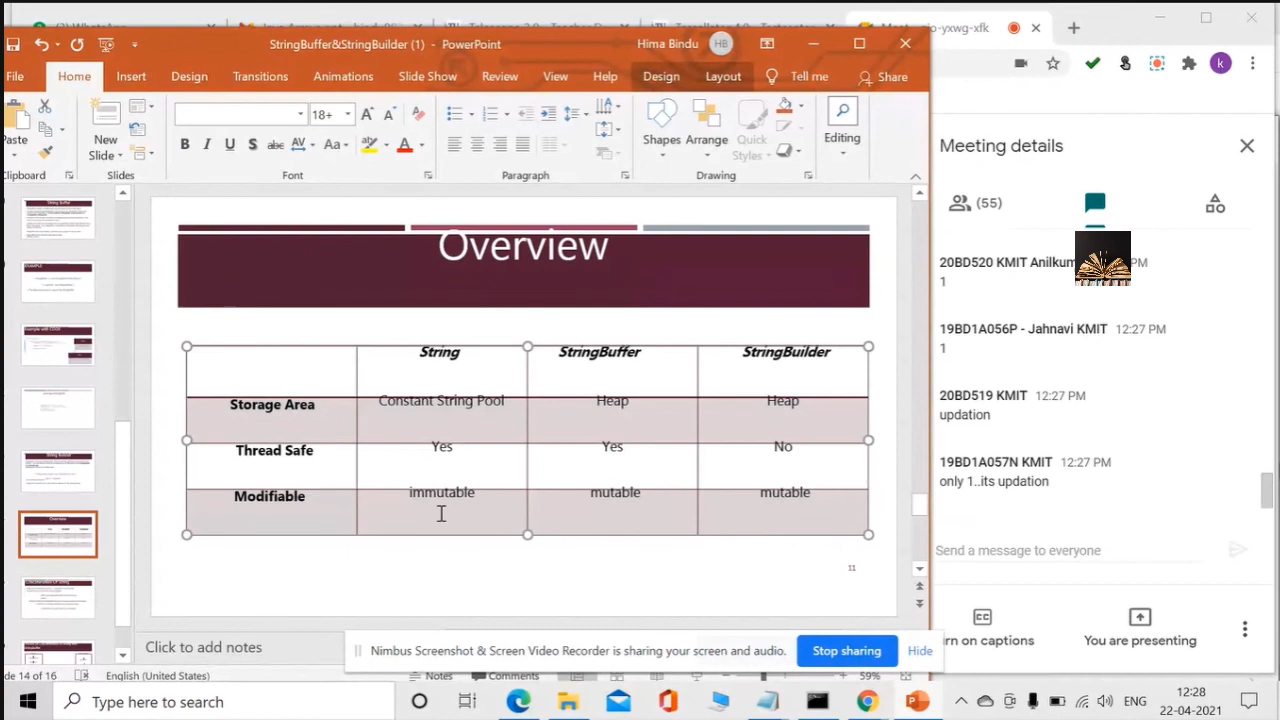 yxwg-xfk
StringBuffer&StringBuilder (1) - PowerPoint
Hima Bindu
HB
File
Home
Insert
Design
Transitions
Animations
Slide Show
Review
View
Help
Design
Layout
Tell me
Share
k
18+
Paste
New
Slide
Shapes
Arrange
Quick
Styles
Editing
Clipboard
Slides
Font
Paragraph
Drawing
Meeting details
(55)
20BD520 KMIT Anilkum
PM
1
19BD1A056P - Jahnavi KMIT 12:27 PM
1
20BD519 KMIT 12:27 PM
updation
19BD1A057N KMIT 12:27 PM
only 1..its updation
Send a message to everyone
rn on captions
You are presenting
Overview
String StringBuffer StringBuilder
Storage Area Constant String Pool Heap Heap
Thread Safe Yes Yes No
Modifiable immutable mutable mutable
11
Click to add notes
Nimbus Screenshot & Screen Video Recorder is sharing your screen and audio.
Stop sharing
Hide
de 14 of 16
English (United States)
Notes
Comments
59%
Type here to search
ENG
12:28
22-04-2021